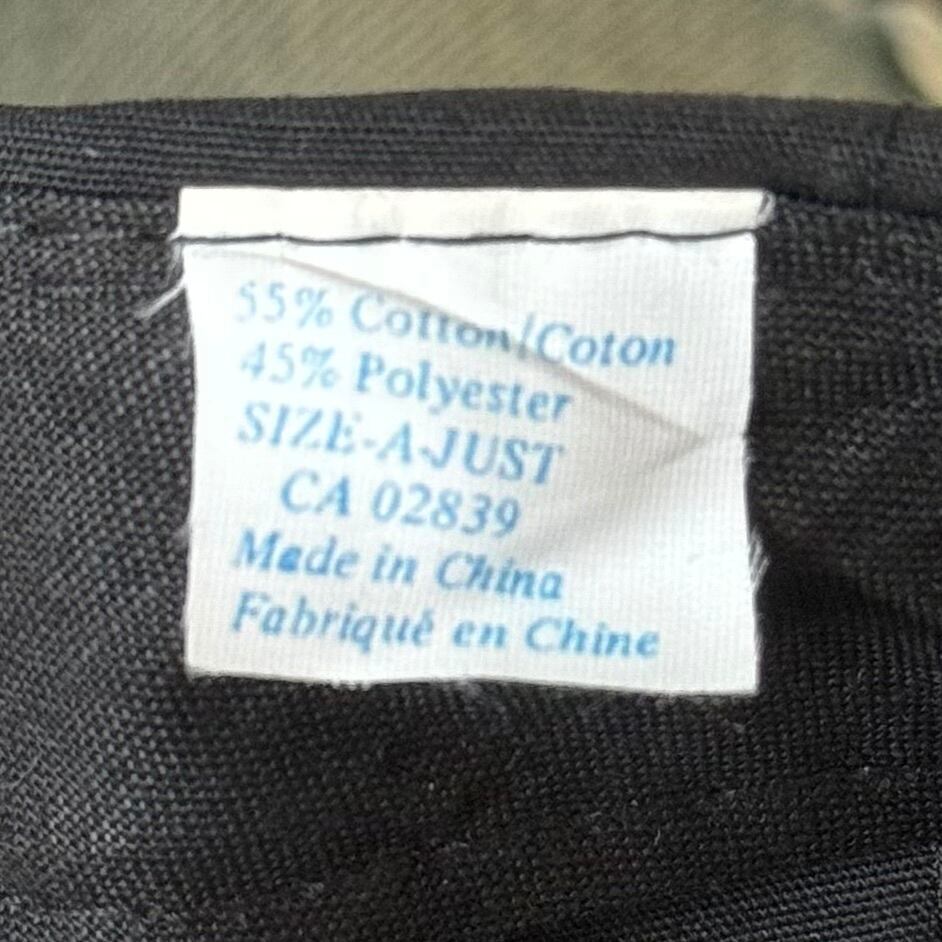 55% Cotton/Coton
45% Polyester
SIZE-A-JUST
CA 02839
Made in China
Fabriqué en Chine